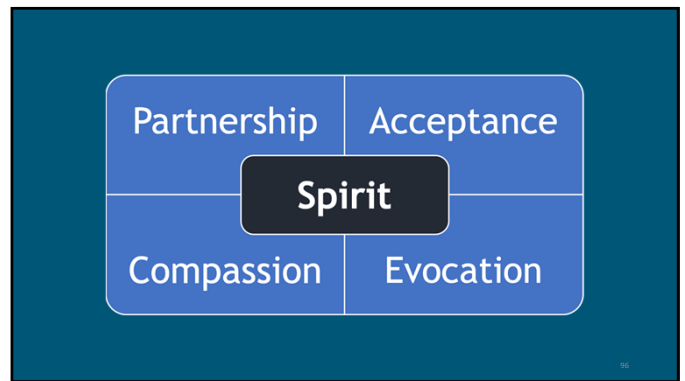 Partnership
Acceptance
Spirit
Compassion
Evocation
96